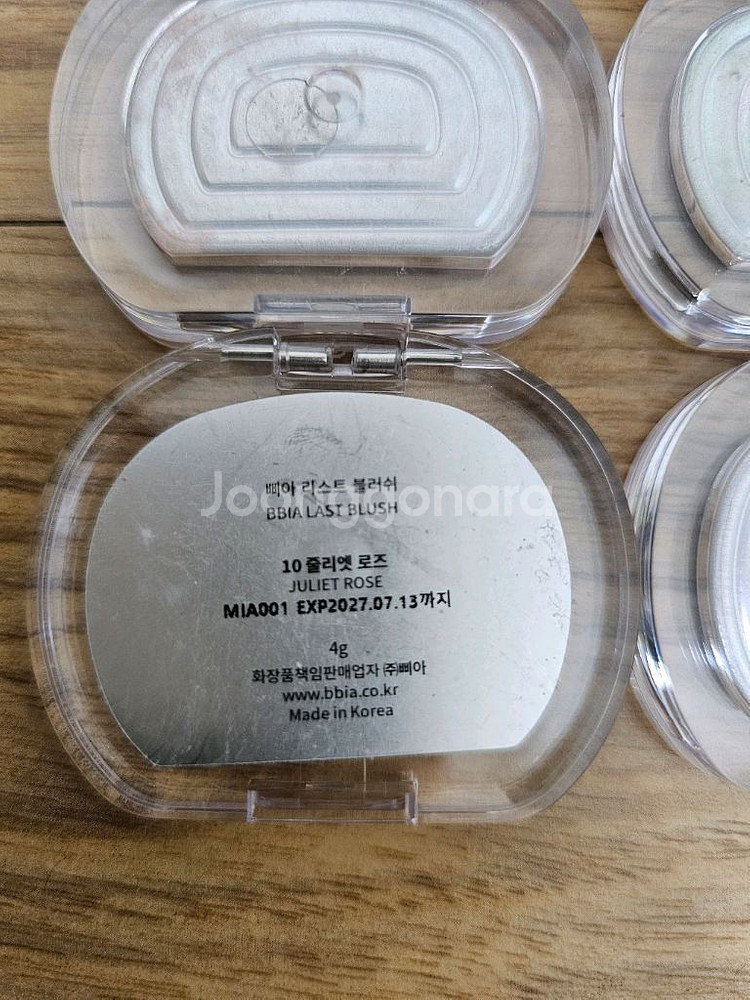 삐아 라스트 블러쉬
BBIA LAST BLUSH
Joonggonara
10 줄리엣 로즈
JULIET ROSE
MIA001 EXP2027.07.13까지
4g
화장품책임판매업자 ㈜삐아
www.bbia.co.kr
Made in Korea